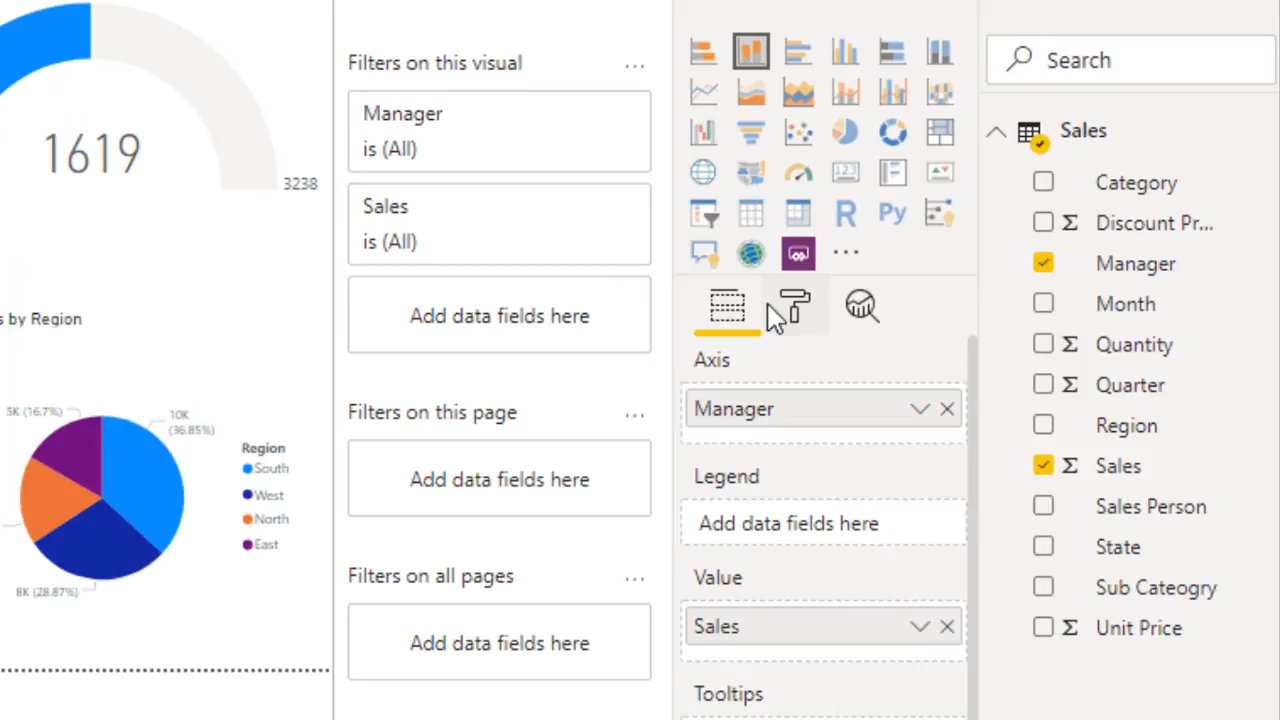 1619
3238
s by Region
5K (16.7%)
10K
(36.85%)
8K (28.87%)
Region
South
West
North
East
Filters on this visual
...
Manager
is (All)
Sales
is (All)
Add data fields here
Filters on this page
...
Add data fields here
Filters on all pages
...
Add data fields here
123
R
Py
...
Axis
Manager
Legend
Add data fields here
Value
Sales
Tooltips
Search
Sales
Category
Σ Discount Pr...
Manager
Month
Σ Quantity
Σ Quarter
Region
Σ Sales
Sales Person
State
Sub Cateogry
Σ Unit Price